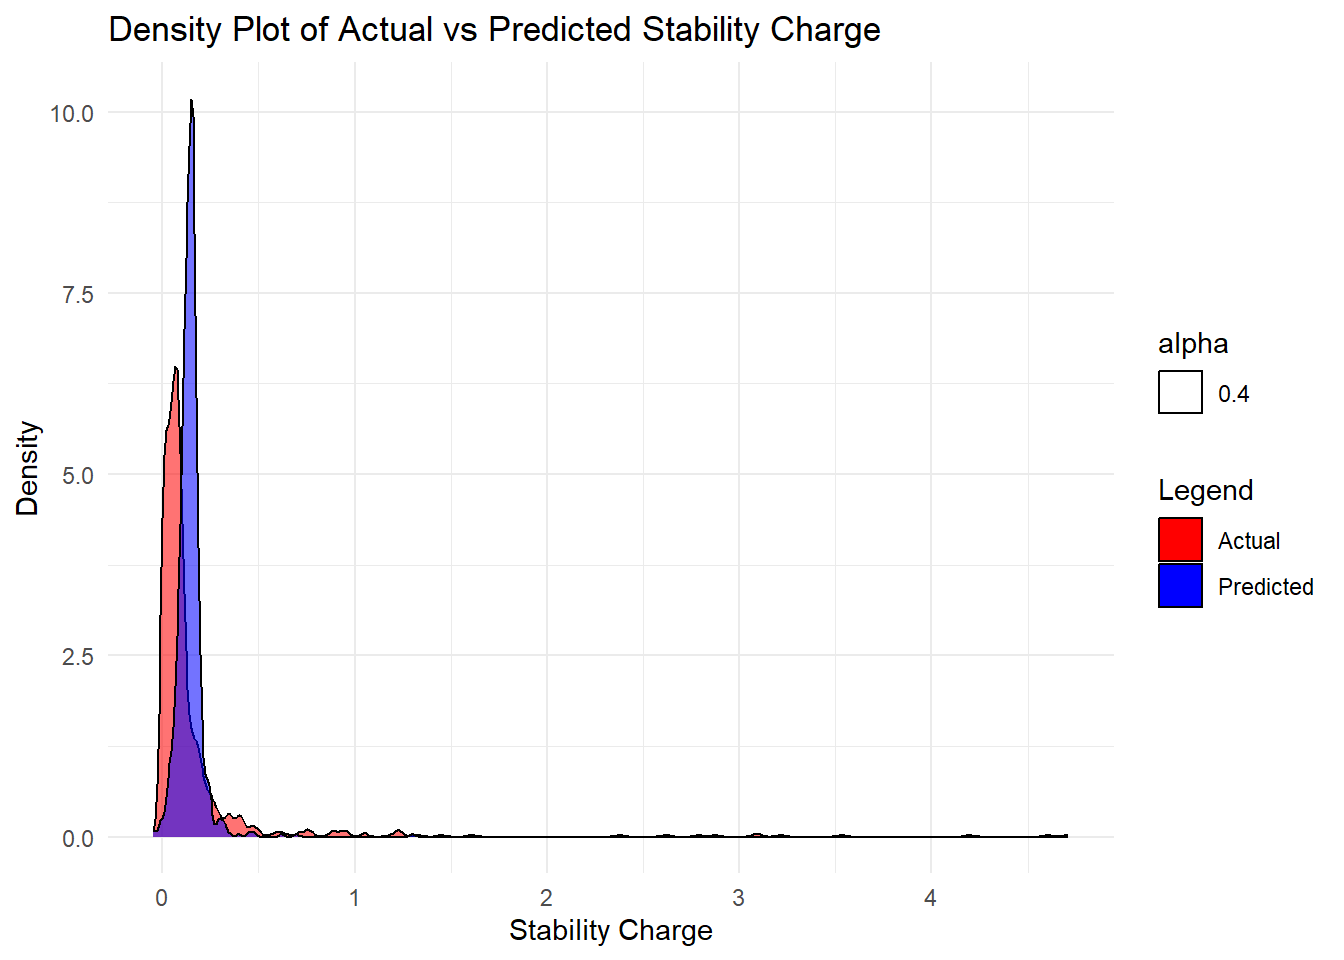 Density Plot of Actual vs Predicted Stability Charge
10.0
7.5
5.0
2.5
0.0
Density
0 1 2 3 4
Stability Charge
alpha
0.4
Legend
Actual
Predicted